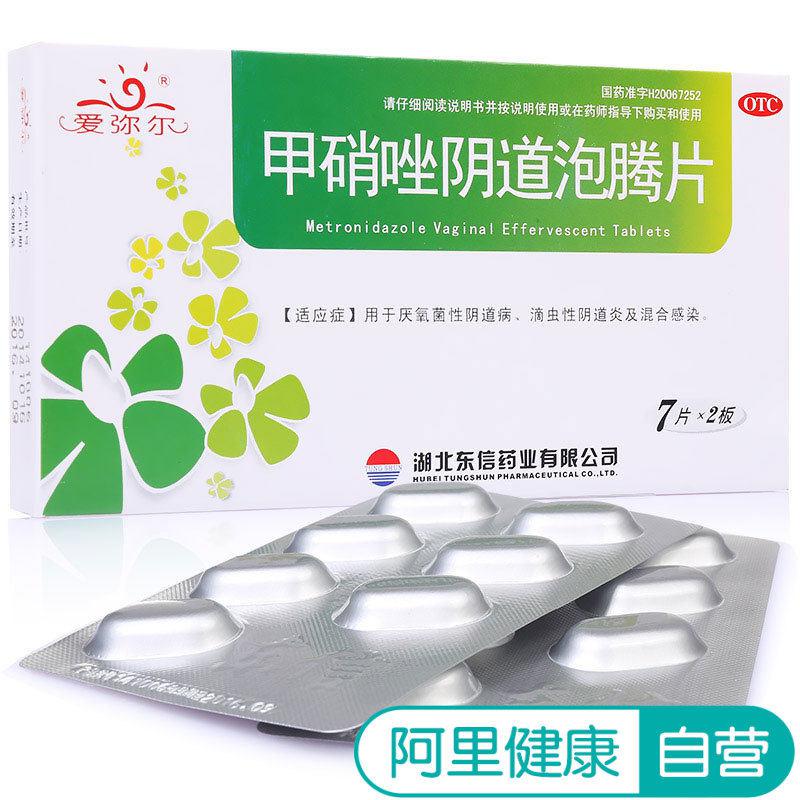 爱弥尔®
国药准字H20067252
请仔细阅读说明书并按说明使用或在药师指导下购买和使用
OTC
甲硝唑阴道泡腾片
Metronidazole Vaginal Effervescent Tablets
【适应症】用于厌氧菌性阴道病、滴虫性阴道炎及混合感染。
7片×2板
TUNG SHUN
湖北东信药业有限公司
HUBEI TUNGSHUN PHARMACEUTICAL CO.,LTD.
阿里健康 自营